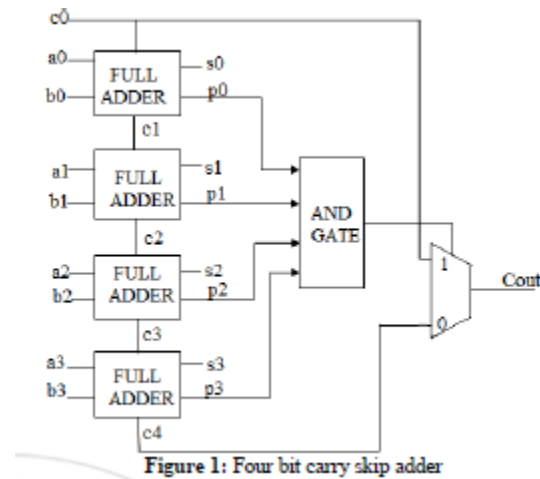 c0
a0 FULL ADDER s0
b0 p0
c1
a1 FULL ADDER s1
b1 p1
AND GATE
c2
a2 FULL ADDER s2
b2 p2
1
Cout
0
c3
a3 FULL ADDER s3
b3 p3
c4
Figure 1: Four bit carry skip adder